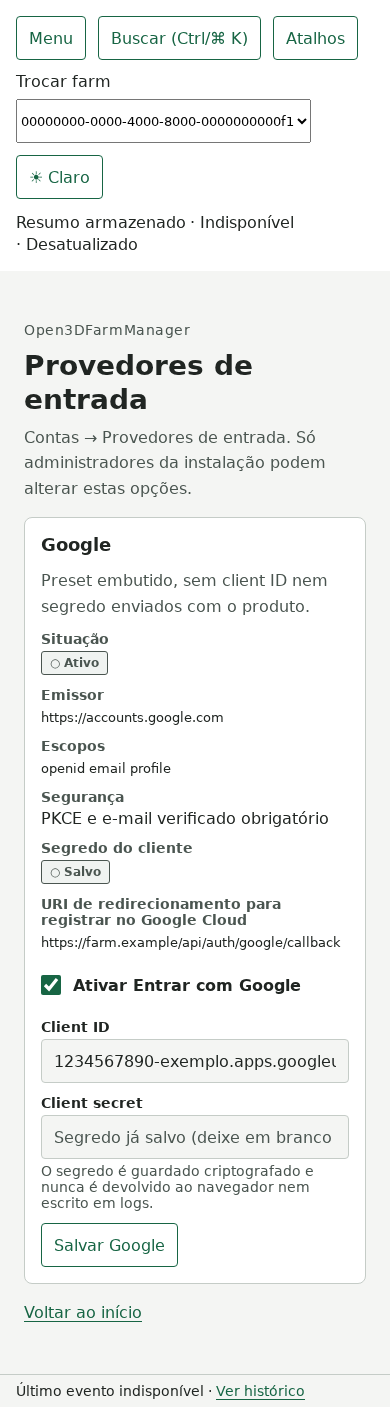 Menu
Buscar (Ctrl/⌘ K)
Atalhos
Trocar farm
00000000-0000-4000-8000-0000000000f1
☀ Claro
Resumo armazenado · Indisponível
· Desatualizado
Open3DFarmManager
Provedores de
entrada
Contas → Provedores de entrada. Só
administradores da instalação podem
alterar estas opções.
Google
Preset embutido, sem client ID nem
segredo enviados com o produto.
Situação
○ Ativo
Emissor
https://accounts.google.com
Escopos
openid email profile
Segurança
PKCE e e-mail verificado obrigatório
Segredo do cliente
○ Salvo
URI de redirecionamento para
registrar no Google Cloud
https://farm.example/api/auth/google/callback
Ativar Entrar com Google
Client ID
1234567890-exemplo.apps.googleu
Client secret
Segredo já salvo (deixe em branco
O segredo é guardado criptografado e
nunca é devolvido ao navegador nem
escrito em logs.
Salvar Google
Voltar ao início
Último evento indisponível · Ver histórico